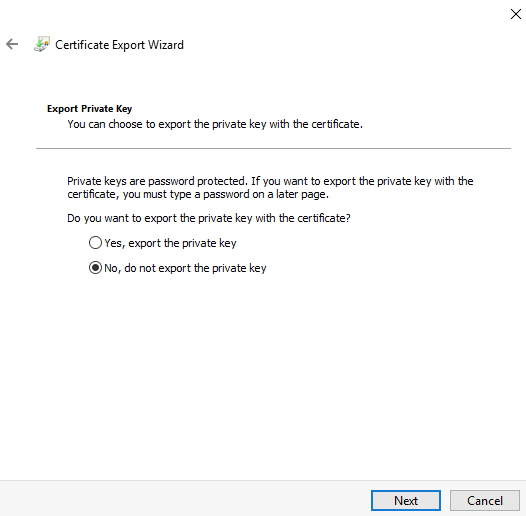 Certificate Export Wizard
Export Private Key
You can choose to export the private key with the certificate.
Private keys are password protected. If you want to export the private key with the
certificate, you must type a password on a later page.
Do you want to export the private key with the certificate?
Yes, export the private key
No, do not export the private key
Next
Cancel